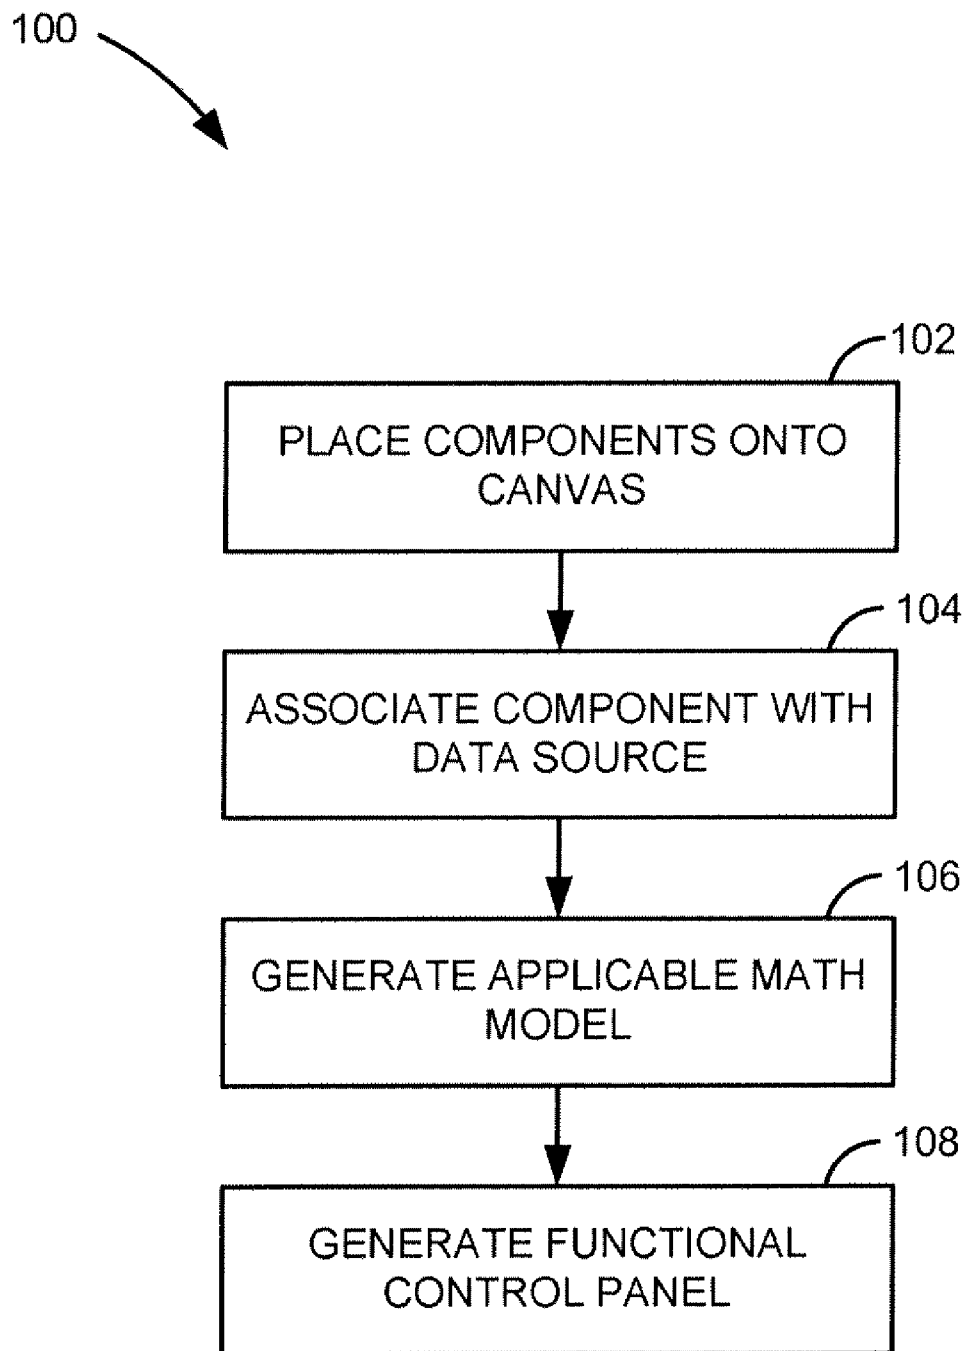 100
102
PLACE COMPONENTS ONTO
CANVAS
104
ASSOCIATE COMPONENT WITH
DATA SOURCE
106
GENERATE APPLICABLE MATH
MODEL
108
GENERATE FUNCTIONAL
CONTROL PANEL